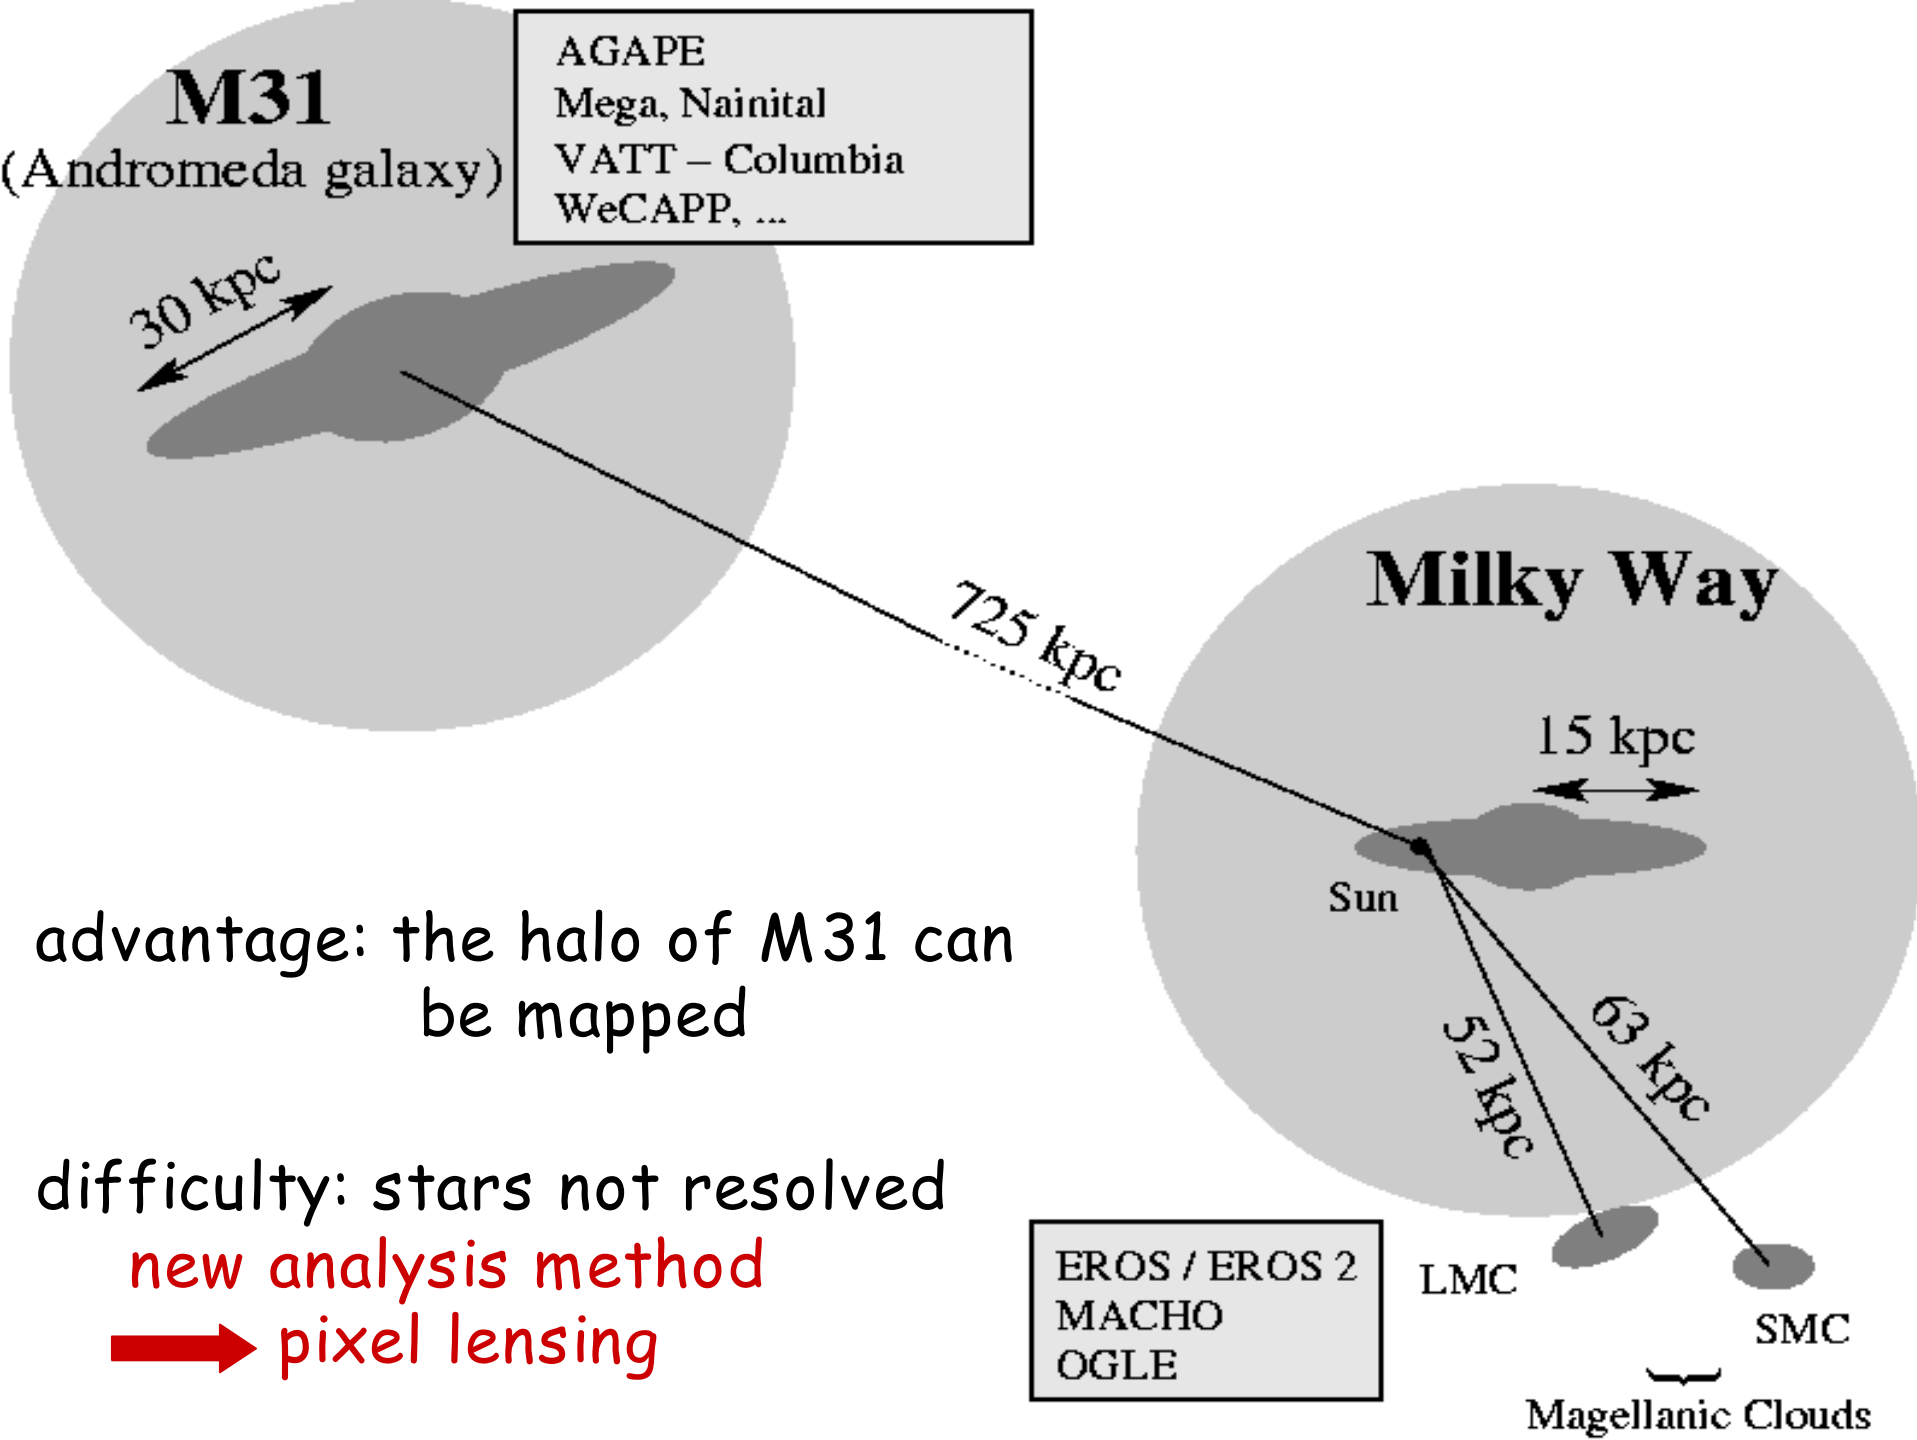 M31
(Andromeda galaxy)
AGAPE
Mega, Nainital
VATT – Columbia
WeCAPP, ...
30 kpc
725 kpc
Milky Way
15 kpc
Sun
52 kpc
63 kpc
advantage: the halo of M31 can
be mapped
difficulty: stars not resolved
new analysis method
pixel lensing
EROS / EROS 2
MACHO
OGLE
LMC
SMC
Magellanic Clouds